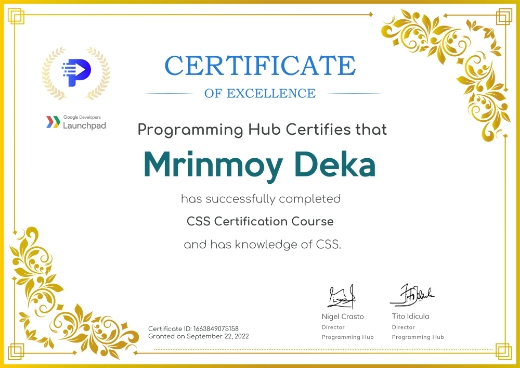 CERTIFICATE
OF EXCELLENCE
Google Developers
Launchpad
Programming Hub Certifies that
Mrinmoy Deka
has successfully completed
CSS Certification Course
and has knowledge of CSS.
Nigel Crasto
Director
Programming Hub
Tito Idicula
Director
Programming Hub
Certificate ID: 1663849075158
Granted on September 22, 2022